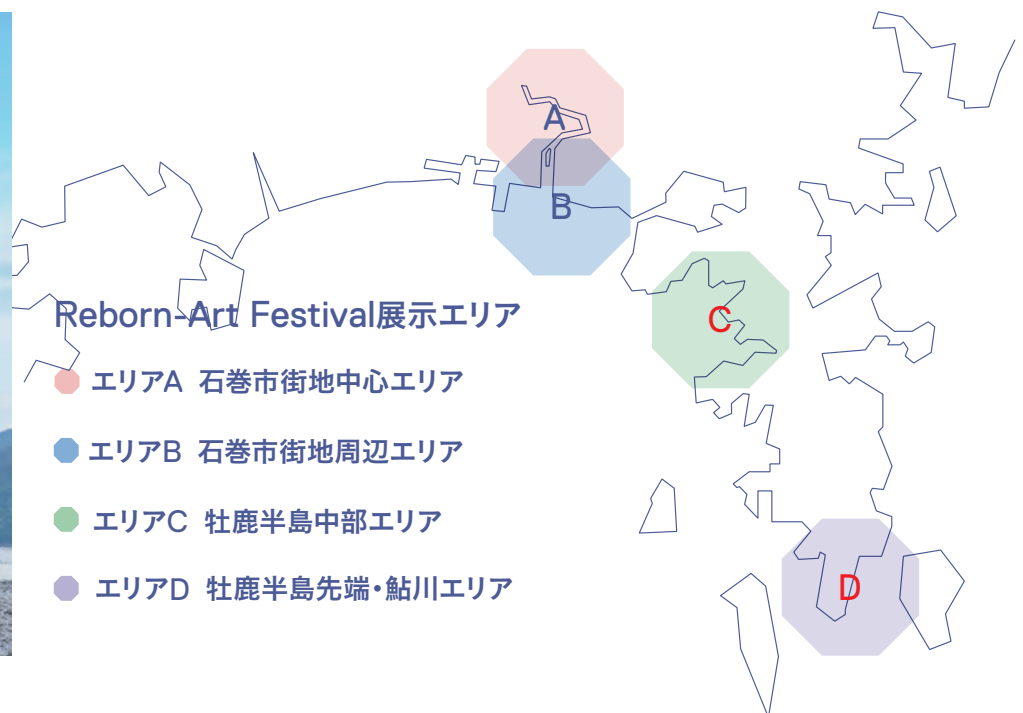 A
B
C
Reborn-Art Festival展示エリア
エリアA 石巻市街地中心エリア
エリアB 石巻市街地周辺エリア
エリアC 牡鹿半島中部エリア
エリアD 牡鹿半島先端・鮎川エリア
D